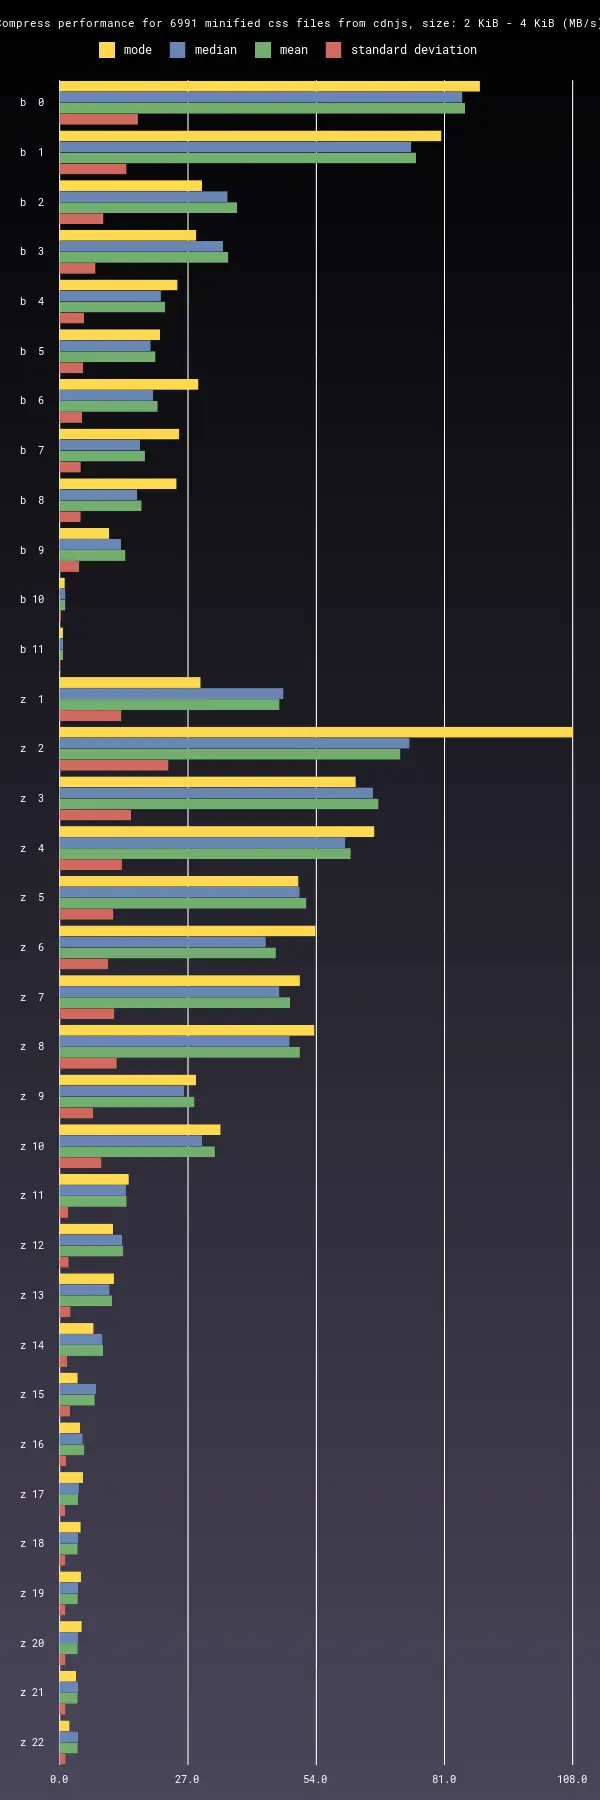 Compress performance for 6991 minified css files from cdnjs, size: 2 KiB - 4 KiB (MB/s)
mode median mean standard deviation
b 0
b 1
b 2
b 3
b 4
b 5
b 6
b 7
b 8
b 9
b 10
b 11
z 1
z 2
z 3
z 4
z 5
z 6
z 7
z 8
z 9
z 10
z 11
z 12
z 13
z 14
z 15
z 16
z 17
z 18
z 19
z 20
z 21
z 22
0.0 27.0 54.0 81.0 108.0